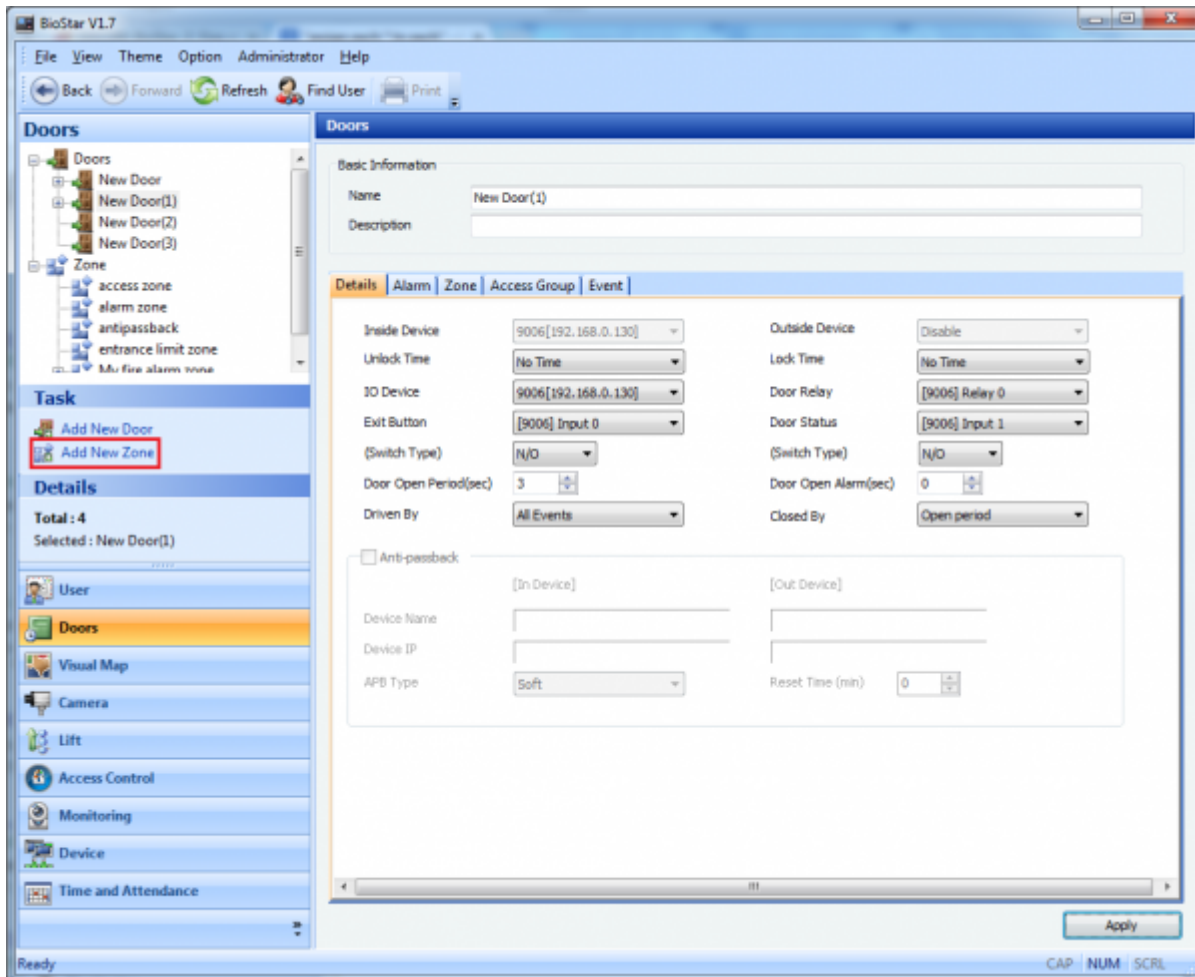 BioStar V1.7
File View Theme Option Administrator Help
Back Forward Refresh Find User Print
Doors
Doors
New Door
New Door(1)
New Door(2)
New Door(3)
Zone
access zone
alarm zone
antipassback
entrance limit zone
My fire alarm zone
Task
Add New Door
Add New Zone
Details
Total : 4
Selected : New Door(1)
User
Doors
Visual Map
Camera
Lift
Access Control
Monitoring
Device
Time and Attendance
Doors
Basic Information
Name New Door(1)
Description
Details Alarm Zone Access Group Event
Inside Device 9006[192.168.0.130] Outside Device Disable
Unlock Time No Time Lock Time No Time
IO Device 9006[192.168.0.130] Door Relay [9006] Relay 0
Exit Button [9006] Input 0 Door Status [9006] Input 1
(Switch Type) N/O (Switch Type) N/O
Door Open Period(sec) 3 Door Open Alarm(sec) 0
Driven By All Events Closed By Open period
Anti-passback
[In Device] [Out Device]
Device Name
Device IP
APB Type Soft Reset Time (min) 0
Apply
Ready CAP NUM SCRL